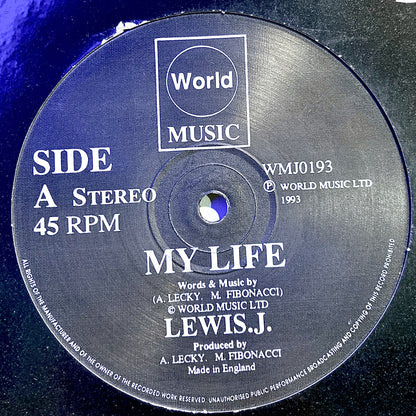 World
MUSIC
SIDE
A STEREO
45 RPM
WMJ0193
Ⓟ WORLD MUSIC LTD
1993
MY LIFE
Words & Music by
(A. LECKY. M. FIBONACCI)
© WORLD MUSIC LTD
LEWIS.J.
Produced by
A. LECKY. M. FIBONACCI
Made in England
ALL RIGHTS OF THE MANUFACTURER AND OF THE OWNER OF THE RECORDED WORK RESERVED. UNAUTHORISED PUBLIC PERFORMANCE BROADCASTING AND COPYING OF THIS RECORD PROHIBITED